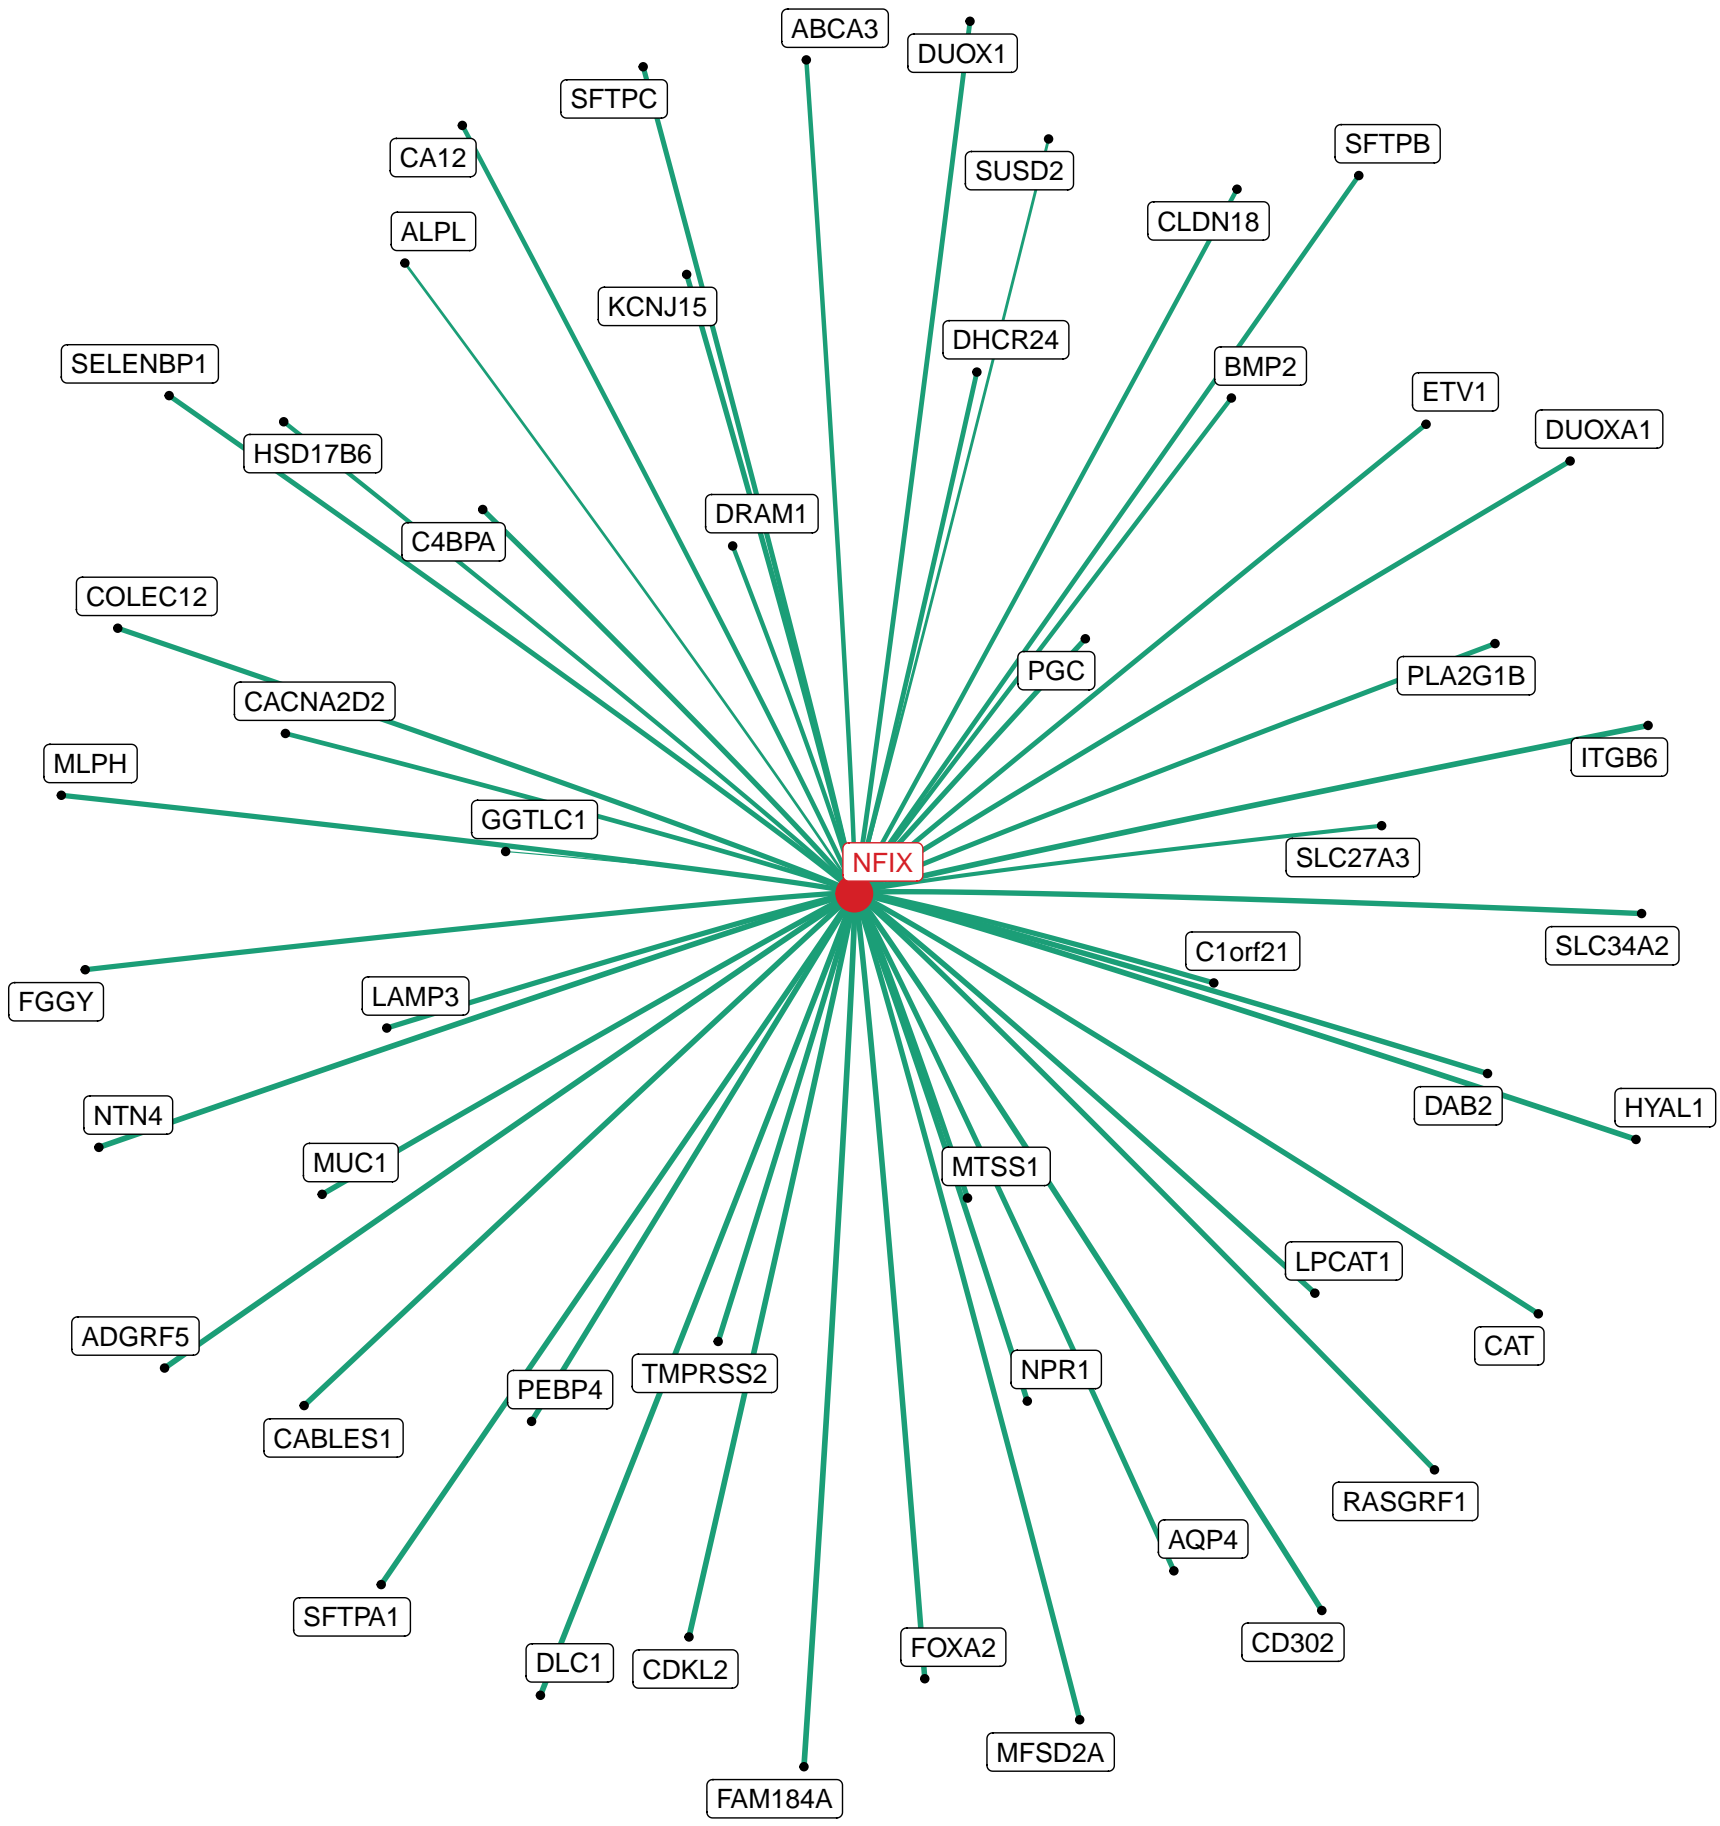 ABCA3
DUOX1
SFTPC
SFTPB
CA12
SUSD2
CLDN18
ALPL
KCNJ15
DHCR24
SELENBP1
BMP2
ETV1
DUOXA1
HSD17B6
DRAM1
C4BPA
COLEC12
PGC
PLA2G1B
CACNA2D2
ITGB6
MLPH
GGTLC1
SLC27A3
NFIX
SLC34A2
C1orf21
LAMP3
FGGY
DAB2
HYAL1
NTN4
MUC1
MTSS1
LPCAT1
ADGRF5
CAT
NPR1
TMPRSS2
PEBP4
CABLES1
RASGRF1
AQP4
SFTPA1
CD302
FOXA2
DLC1
CDKL2
MFSD2A
FAM184A